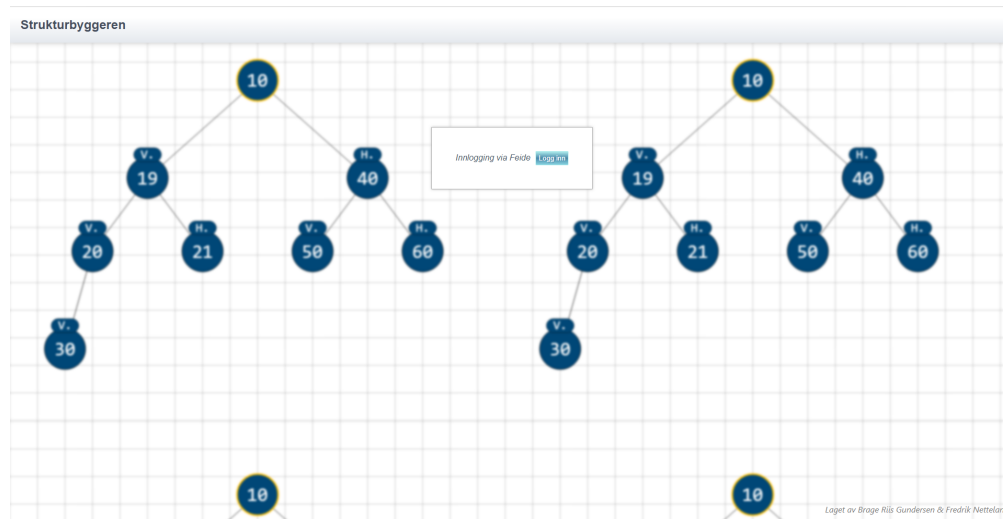 Strukturbyggeren
10 10
V. H. V. H.
19 40 19 40
Innlogging via Feide Logg inn
V. H. V. H. V. H. V. H.
20 21 50 60 20 21 50 60
V. V.
30 30
10 10
Laget av Brage Riis Gundersen & Fredrik